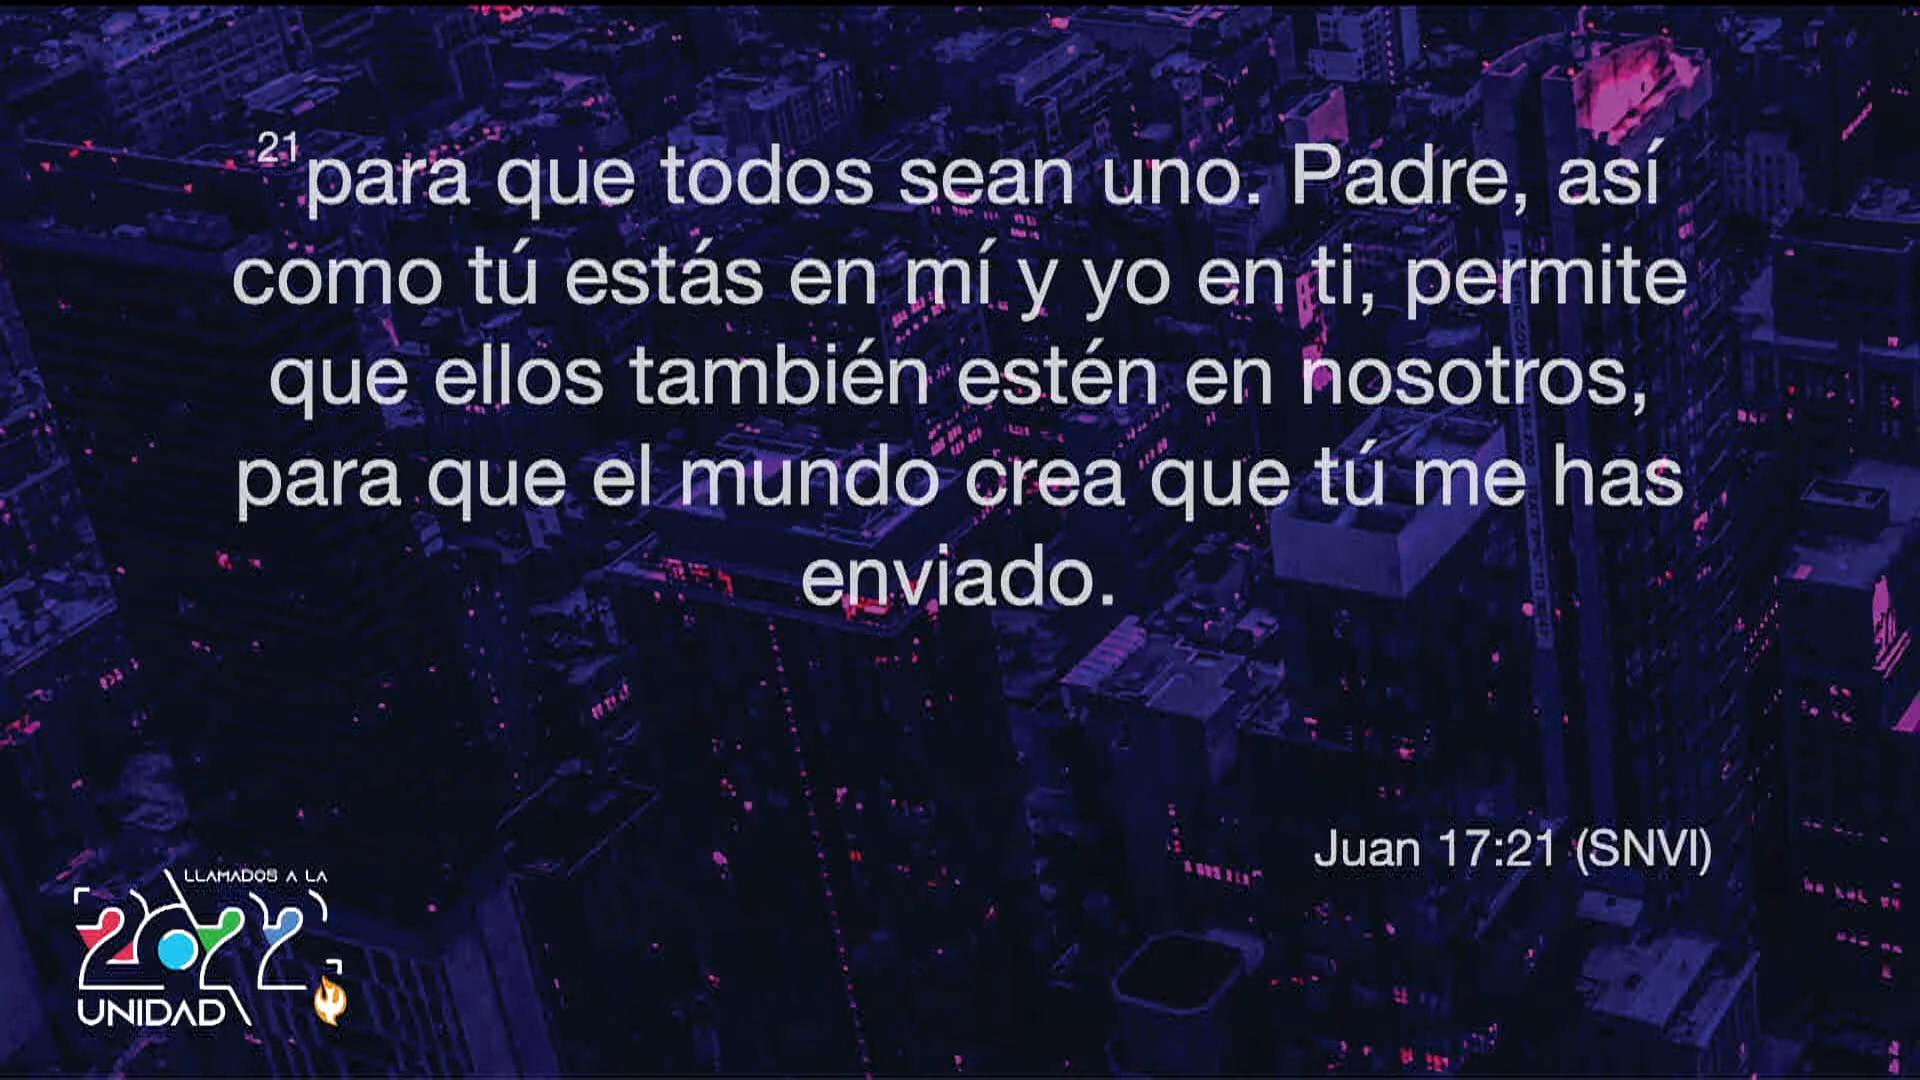 21 para que todos sean uno. Padre, así
como tú estás en mí y yo en ti, permite
que ellos también estén en nosotros,
para que el mundo crea que tú me has
enviado.
Juan 17:21 (SNVI)
LLAMADOS A LA
2022
UNIDAD